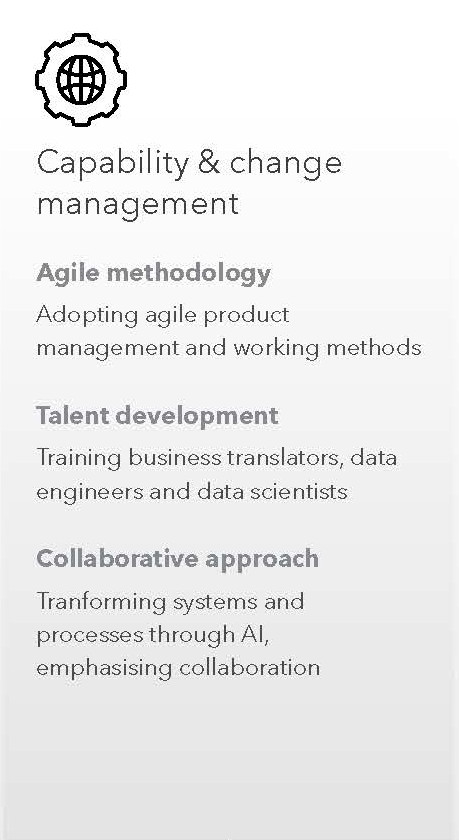 Capability & change
management
Agile methodology
Adopting agile product
management and working methods
Talent development
Training business translators, data
engineers and data scientists
Collaborative approach
Tranforming systems and
processes through AI,
emphasising collaboration